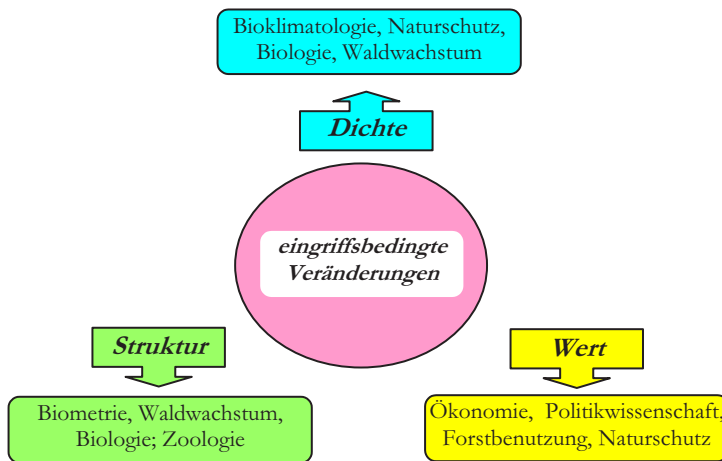 Bioklimatologie, Naturschutz,
Biologie, Waldwachstum
Dichte
eingriffsbedingte
Veränderungen
Struktur
Biometrie, Waldwachstum,
Biologie; Zoologie
Wert
Ökonomie, Politikwissenschaft,
Forstbenutzung, Naturschutz